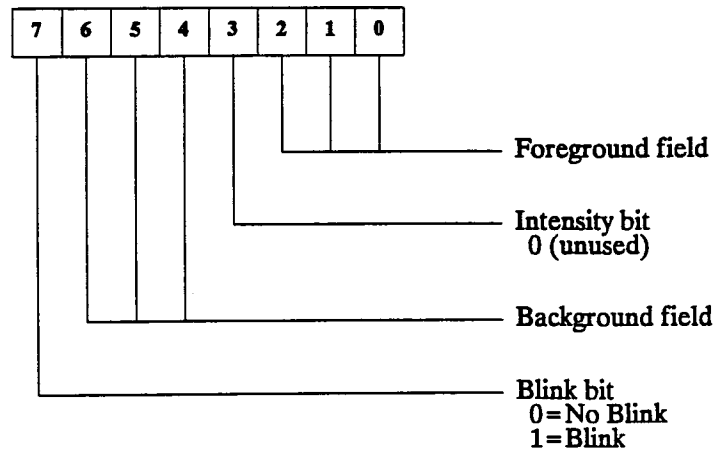 7 6 5 4 3 2 1 0
Foreground field
Intensity bit
0 (unused)
Background field
Blink bit
0=No Blink
1=Blink